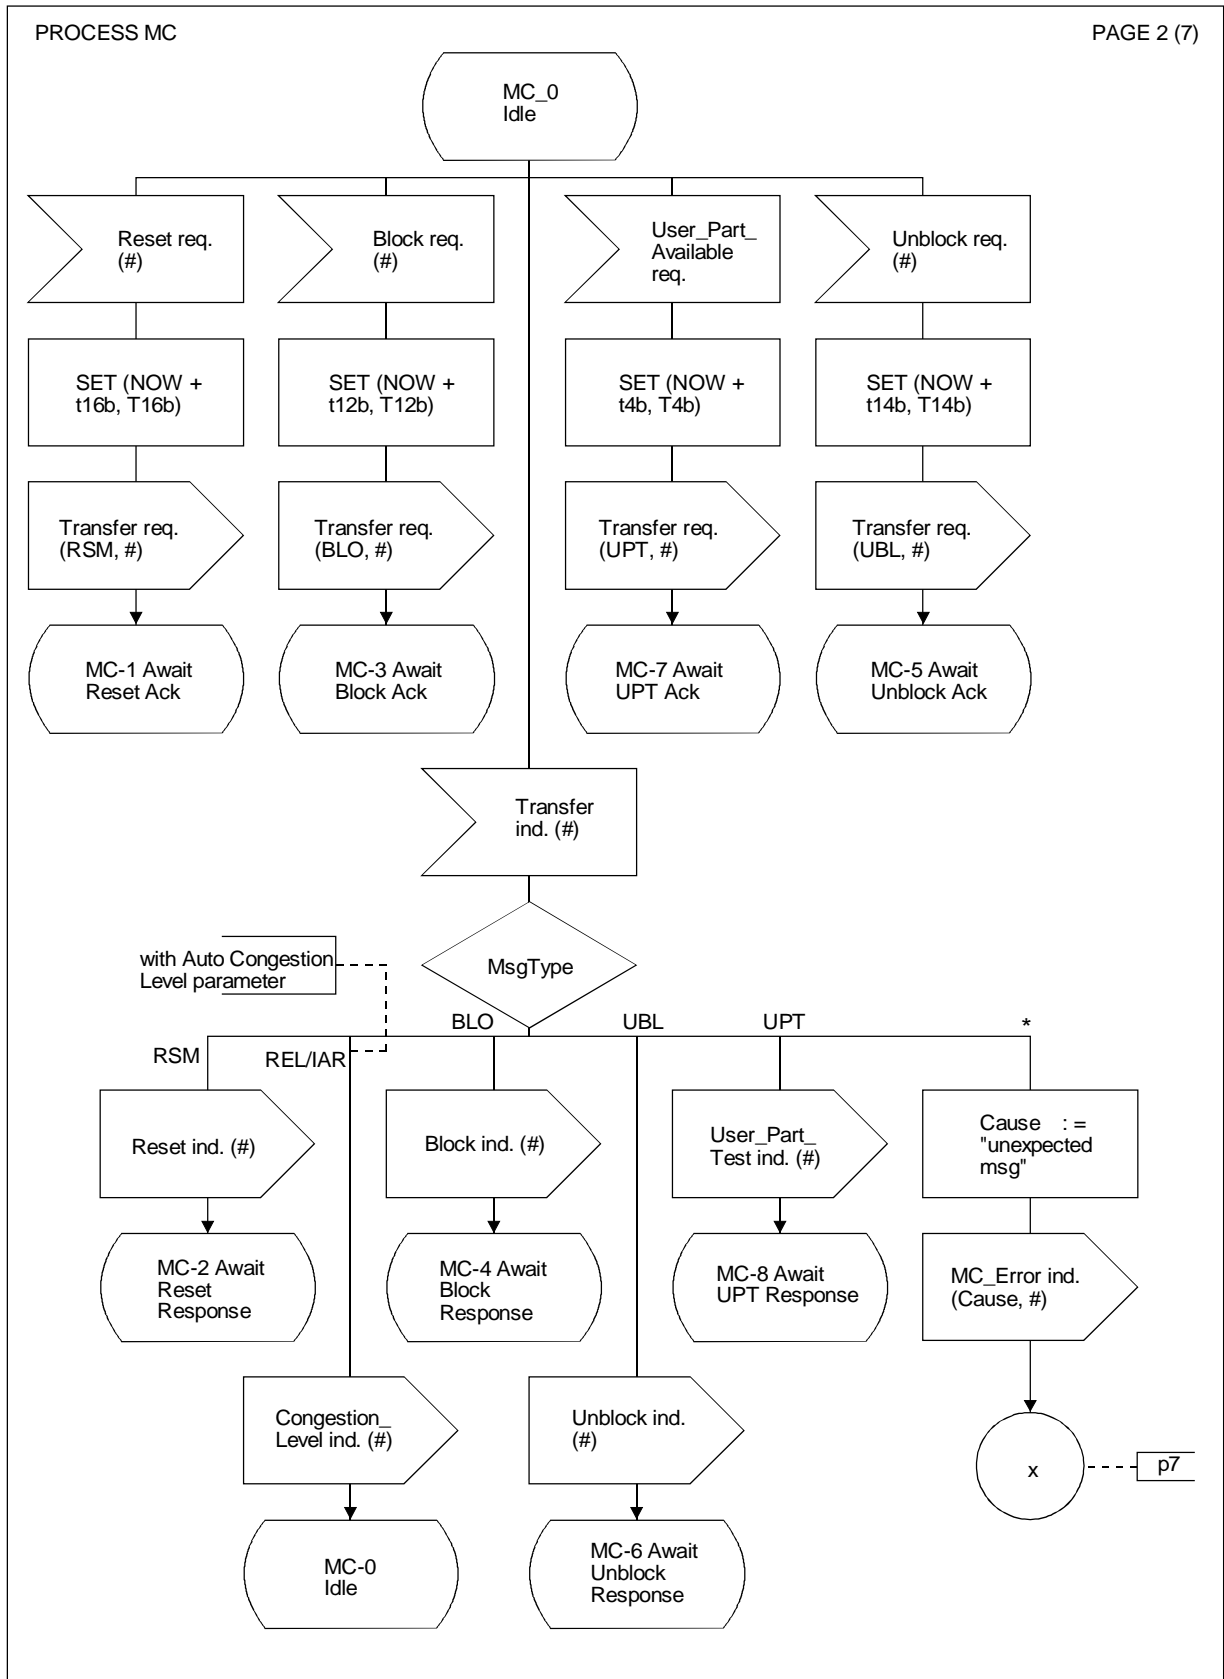 PROCESS MC
PAGE 2 (7)
MC_0
Idle
Reset req.
(#)
Block req.
(#)
User_Part_
Available
req.
Unblock req.
(#)
SET (NOW +
t16b, T16b)
SET (NOW +
t12b, T12b)
SET (NOW +
t4b, T4b)
SET (NOW +
t14b, T14b)
Transfer req.
(RSM, #)
Transfer req.
(BLO, #)
Transfer req.
(UPT, #)
Transfer req.
(UBL, #)
MC-1 Await
Reset Ack
MC-3 Await
Block Ack
MC-7 Await
UPT Ack
MC-5 Await
Unblock Ack
Transfer
ind. (#)
with Auto Congestion
Level parameter
MsgType
RSM
REL/IAR
BLO
UBL
UPT
*
Reset ind. (#)
Block ind. (#)
User_Part_
Test ind. (#)
Cause : =
"unexpected
msg"
MC-2 Await
Reset
Response
MC-4 Await
Block
Response
MC-8 Await
UPT Response
MC_Error ind.
(Cause, #)
Congestion_
Level ind. (#)
Unblock ind.
(#)
x
p7
MC-0
Idle
MC-6 Await
Unblock
Response